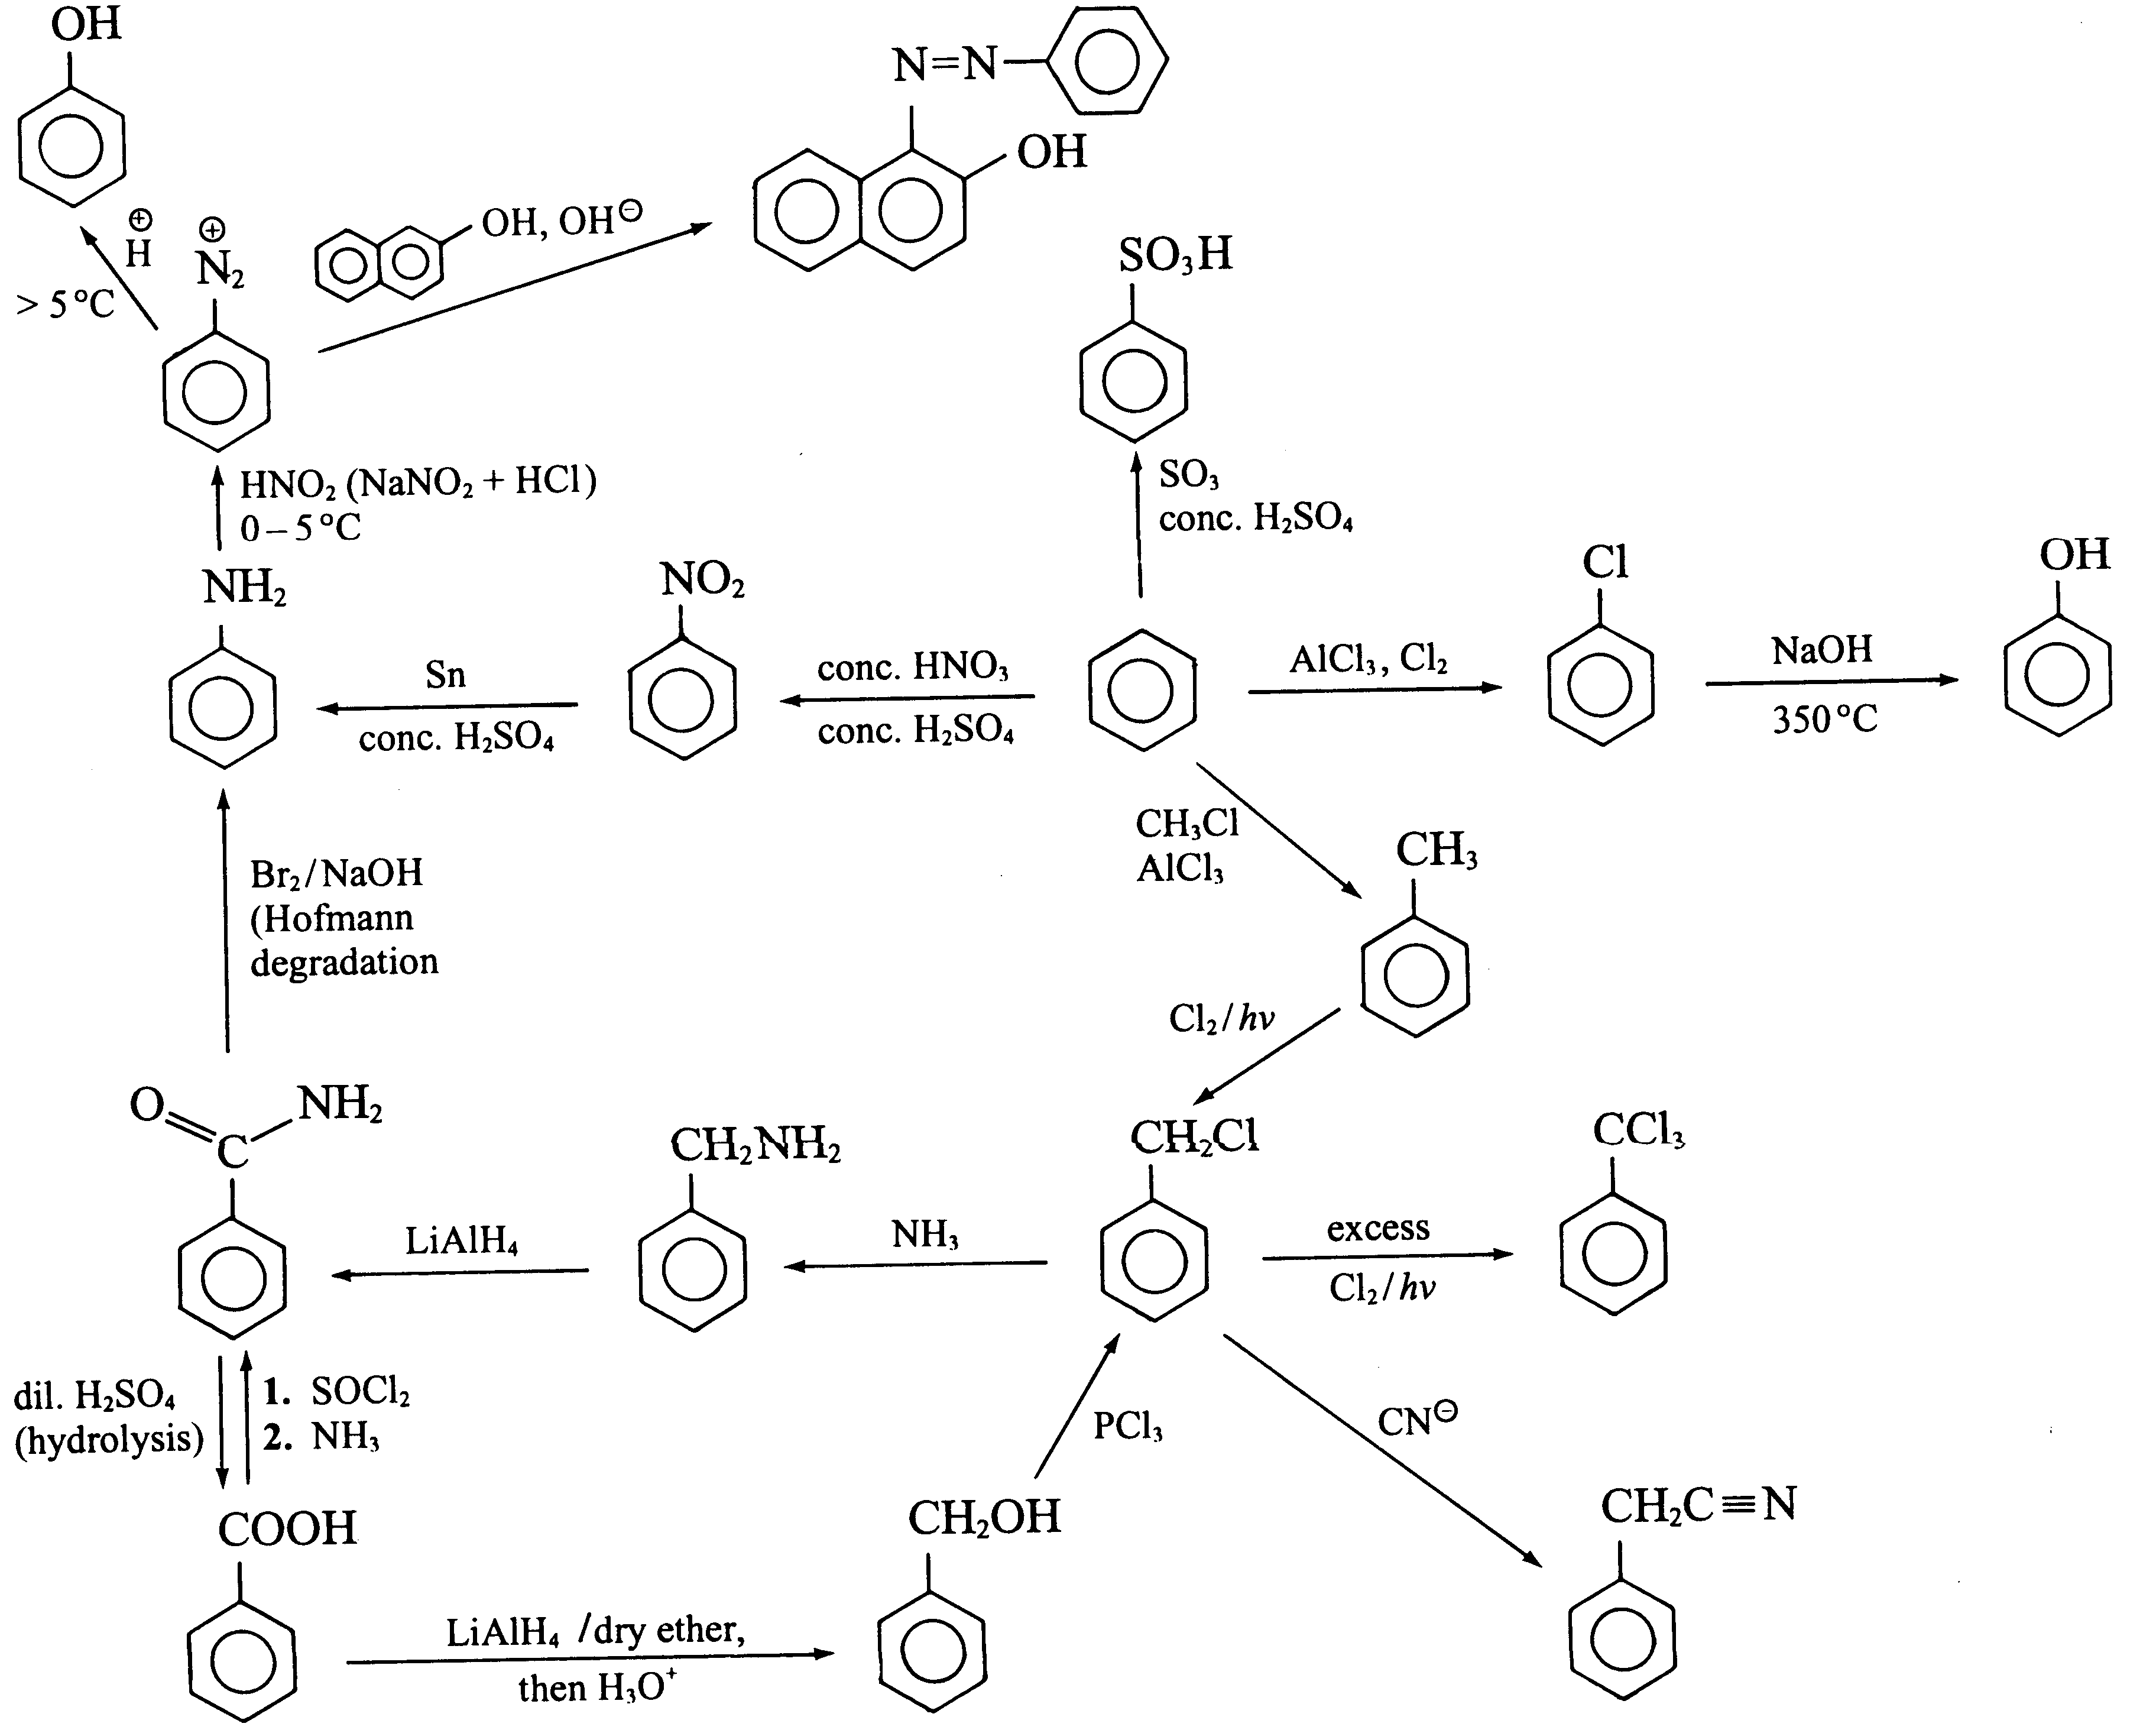 OH
N=N
OH
⊕
H
> 5 °C
⊕
N₂
OH, OH⊖
SO₃H
HNO₂ (NaNO₂ + HCl)
0–5 °C
SO₃
conc. H₂SO₄
NH₂
NO₂
Cl
OH
Sn
conc. H₂SO₄
conc. HNO₃
conc. H₂SO₄
AlCl₃, Cl₂
NaOH
350 °C
CH₃Cl
AlCl₃
CH₃
Br₂/NaOH
(Hofmann
degradation
Cl₂/hν
O
NH₂
C
CH₂NH₂
CH₂Cl
CCl₃
LiAlH₄
NH₃
excess
Cl₂/hν
dil. H₂SO₄
(hydrolysis)
1. SOCl₂
2. NH₃
PCl₃
CN⊖
COOH
CH₂OH
CH₂C≡N
LiAlH₄ /dry ether,
then H₃O⁺